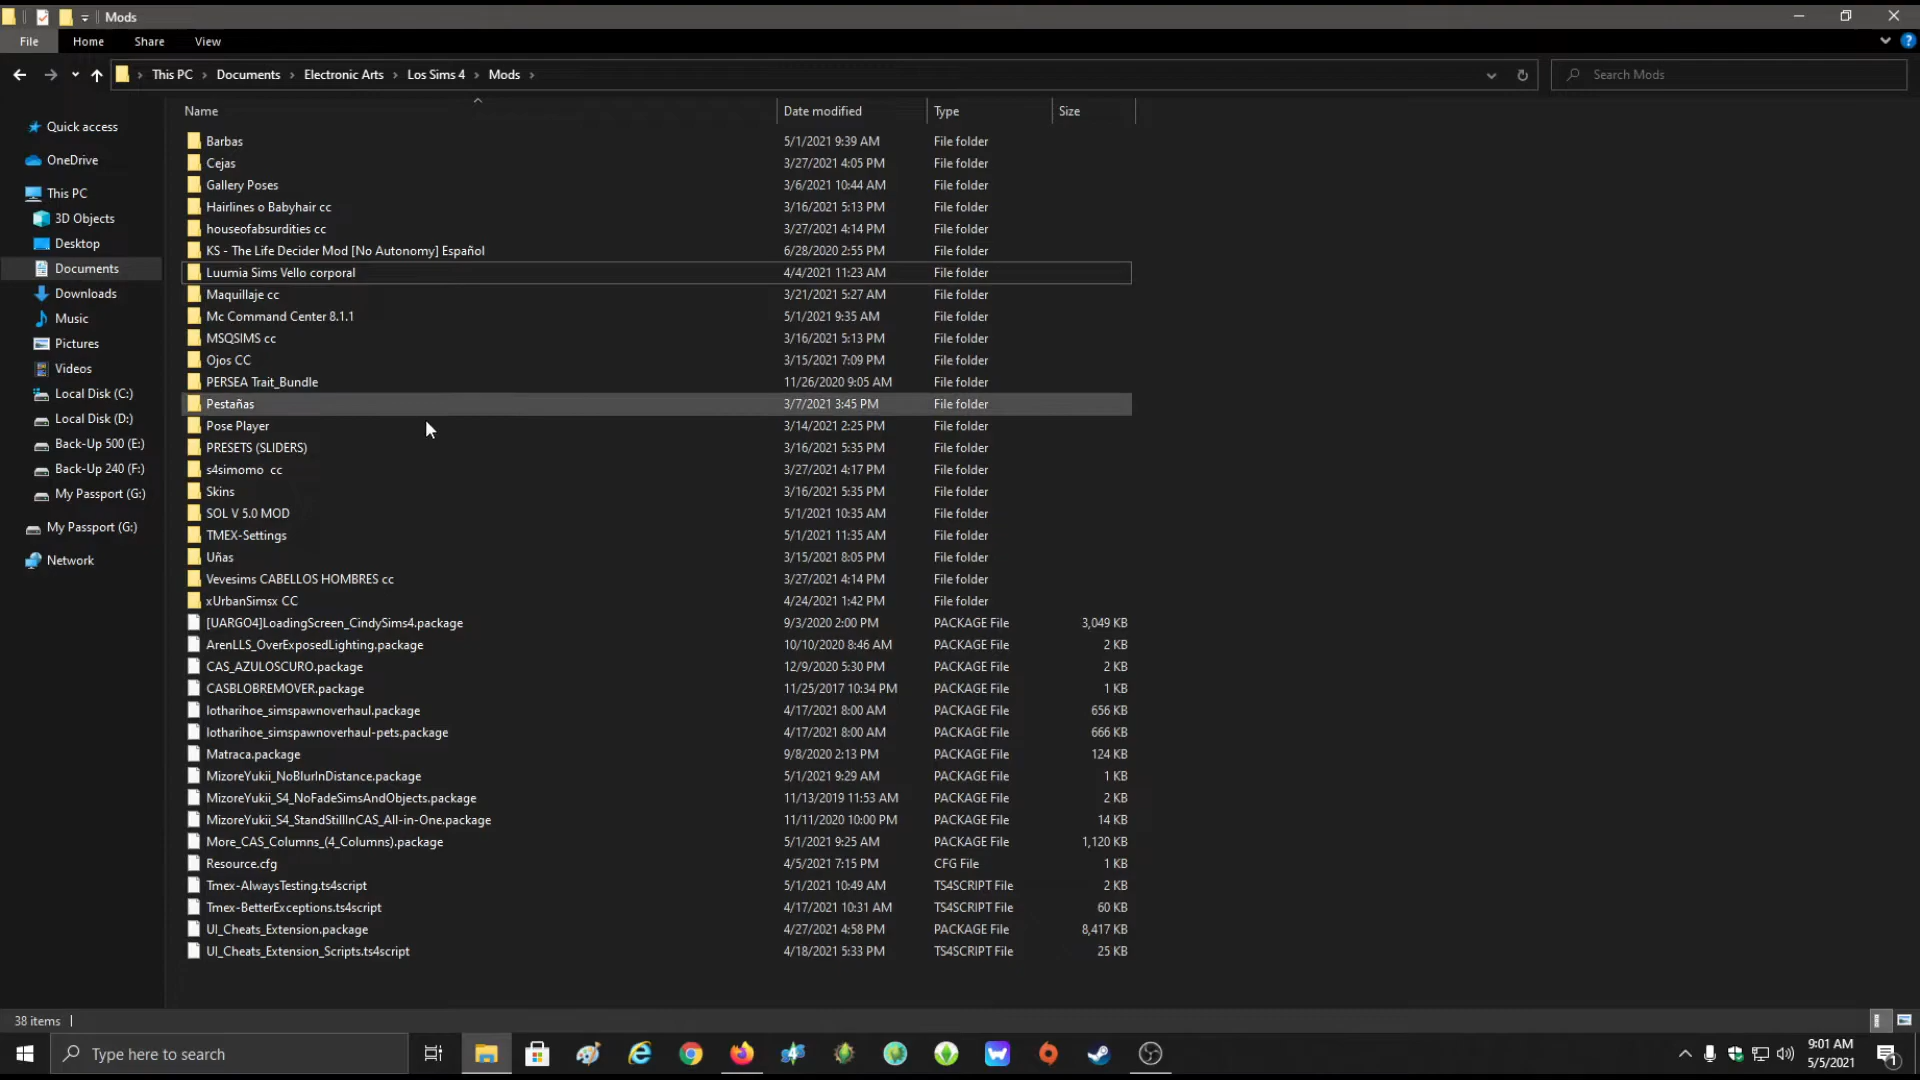 Mods
File Home Share View
This PC Documents Electronic Arts Los Sims 4 Mods Search Mods
Name Date modified Type Size
Quick access
OneDrive
This PC
3D Objects
Desktop
Documents
Downloads
Music
Pictures
Videos
Local Disk (C:)
Local Disk (D:)
Back-Up 500 (E:)
Back-Up 240 (F:)
My Passport (G:)
My Passport (G:)
Network
Barbas 5/1/2021 9:39 AM File folder
Cejas 3/27/2021 4:05 PM File folder
Gallery Poses 3/6/2021 10:44 AM File folder
Hairlines o Babyhair cc 3/16/2021 5:13 PM File folder
houseofabsurdities cc 3/27/2021 4:14 PM File folder
KS - The Life Decider Mod [No Autonomy] Español 6/28/2020 2:55 PM File folder
Luumia Sims Vello corporal 4/4/2021 11:23 AM File folder
Maquillaje cc 3/21/2021 5:27 AM File folder
Mc Command Center 8.1.1 5/1/2021 9:35 AM File folder
MSQSIMS cc 3/16/2021 5:13 PM File folder
Ojos CC 3/15/2021 7:09 PM File folder
PERSEA Trait_Bundle 11/26/2020 9:05 AM File folder
Pestañas 3/7/2021 3:45 PM File folder
Pose Player 3/14/2021 2:25 PM File folder
PRESETS (SLIDERS) 3/16/2021 5:35 PM File folder
s4simomo cc 3/27/2021 4:17 PM File folder
Skins 3/16/2021 5:35 PM File folder
SOL V 5.0 MOD 5/1/2021 10:35 AM File folder
TMEX-Settings 5/1/2021 11:35 AM File folder
Uñas 3/15/2021 8:05 PM File folder
Vevesims CABELLOS HOMBRES cc 3/27/2021 4:14 PM File folder
xUrbanSimsx CC 4/24/2021 1:42 PM File folder
[UARGO4]LoadingScreen_CindySims4.package 9/3/2020 2:00 PM PACKAGE File 3,049 KB
ArenLLS_OverExposedLighting.package 10/10/2020 8:46 AM PACKAGE File 2 KB
CAS_AZULOSCURO.package 12/9/2020 5:30 PM PACKAGE File 2 KB
CASBLOBREMOVER.package 11/25/2017 10:34 PM PACKAGE File 1 KB
lotharihoe_simspawnoverhaul.package 4/17/2021 8:00 AM PACKAGE File 656 KB
lotharihoe_simspawnoverhaul-pets.package 4/17/2021 8:00 AM PACKAGE File 666 KB
Matraca.package 9/8/2020 2:13 PM PACKAGE File 124 KB
MizoreYukii_NoBlurInDistance.package 5/1/2021 9:29 AM PACKAGE File 1 KB
MizoreYukii_S4_NoFadeSimsAndObjects.package 11/13/2019 11:53 AM PACKAGE File 2 KB
MizoreYukii_S4_StandStillInCAS_All-in-One.package 11/11/2020 10:00 PM PACKAGE File 14 KB
More_CAS_Columns_(4_Columns).package 5/1/2021 9:25 AM PACKAGE File 1,120 KB
Resource.cfg 4/5/2021 7:15 PM CFG File 1 KB
Tmex-AlwaysTesting.ts4script 5/1/2021 10:49 AM TS4SCRIPT File 2 KB
Tmex-BetterExceptions.ts4script 4/17/2021 10:31 AM TS4SCRIPT File 60 KB
UI_Cheats_Extension.package 4/27/2021 4:58 PM PACKAGE File 8,417 KB
UI_Cheats_Extension_Scripts.ts4script 4/18/2021 5:33 PM TS4SCRIPT File 25 KB
38 items
Type here to search
9:01 AM
5/5/2021
1